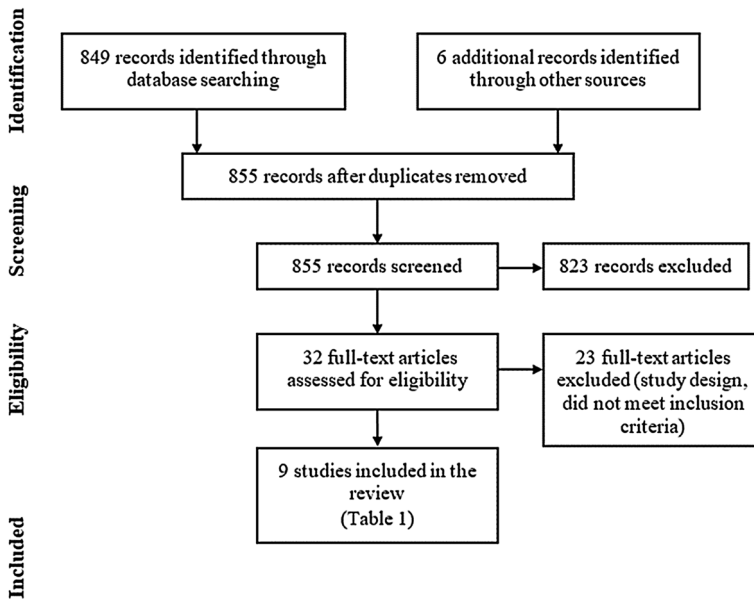 Identification
849 records identified through
database searching
6 additional records identified
through other sources
855 records after duplicates removed
Screening
855 records screened
823 records excluded
Eligibility
32 full-text articles
assessed for eligibility
23 full-text articles
excluded (study design,
did not meet inclusion
criteria)
Included
9 studies included in the
review
(Table 1)